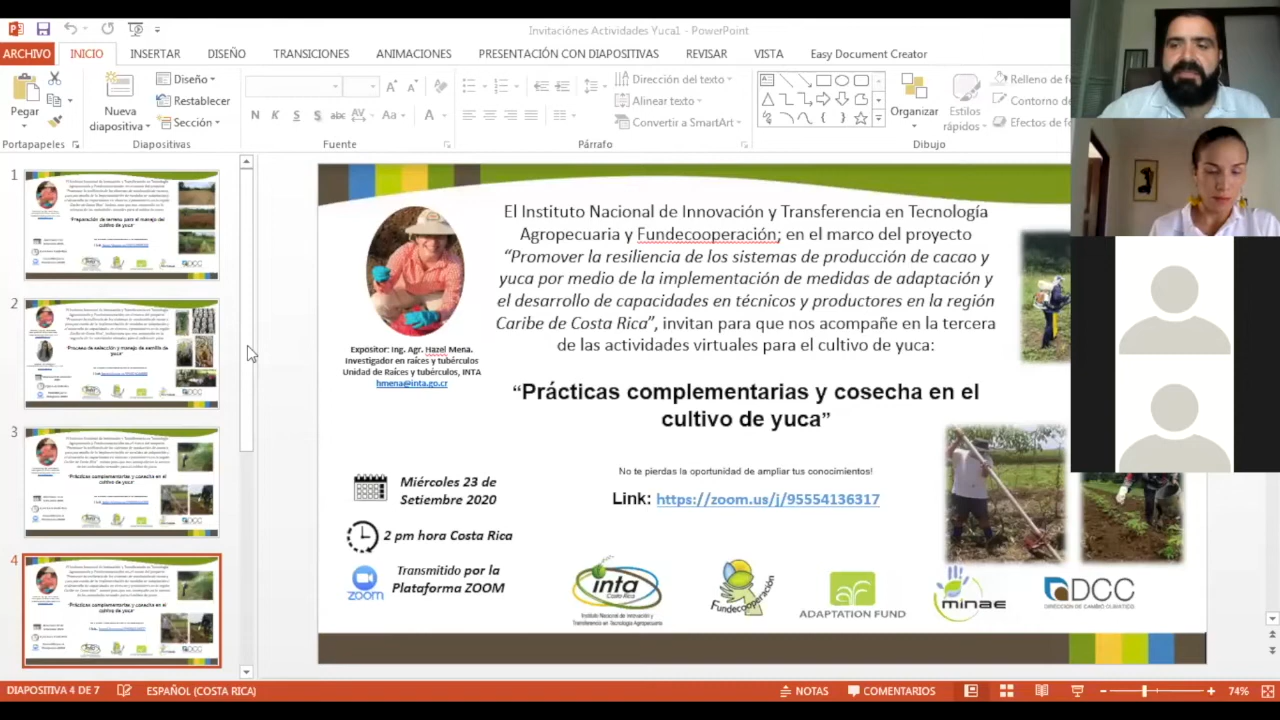 Invitaciónes Actividades Yuca1 - PowerPoint
ARCHIVO INICIO INSERTAR DISEÑO TRANSICIONES ANIMACIONES PRESENTACIÓN CON DIAPOSITIVAS REVISAR VISTA Easy Document Creator
Pegar
Nueva diapositiva
Diseño
Restablecer
Sección
N K S S abc AV Aa A
Dirección del texto
Alinear texto
Convertir a SmartArt
Organizar
Estilos rápidos
Relleno de f
Contorno de
Efectos de f
Portapapeles Diapositivas Fuente Párrafo Dibujo
1
2
3
4
El Instituto Nacional de Innovación y Trasferencia en Tecnología
Agropecuaria y Fundecooperación; en el marco del proyecto
“Promover la resiliencia de los sistemas de producción de cacao y
yuca por medio de la implementación de medidas de adaptación y
el desarrollo de capacidades en técnicos y productores en la región
Caribe de Costa Rica”, invitan para que nos acompañe en la tercera
de las actividades virtuales para el cultivo de yuca:
Expositor: Ing. Agr. Hazel Mena.
Investigador en raíces y tubérculos
Unidad de Raíces y tubérculos, INTA
hmena@inta.go.cr
“Prácticas complementarias y cosecha en el
cultivo de yuca”
No te pierdas la oportunidad de ampliar tus conocimientos!
Miércoles 23 de
Setiembre
Link: https://zoom.us/j/95554136317
2 pm hora Costa Rica
zoom
Transmitido por la
Plataforma ZOOM
inta
Costa Rica
Instituto Nacional de Innovación y
Transferencia en Tecnología Agropecuaria
ADAPTATION FUND
minae
DCC
DIRECCIÓN DE CAMBIO CLIMÁTICO
DIAPOSITIVA 4 DE 7 ESPAÑOL (COSTA RICA) NOTAS COMENTARIOS 74%